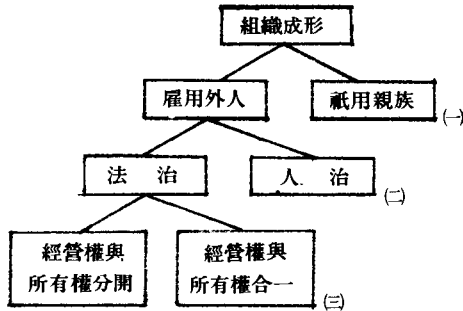 組織成形
雇用外人
祇用親族
㈠
法治
人治
㈡
經營權與
所有權分開
經營權與
所有權合一
㈢